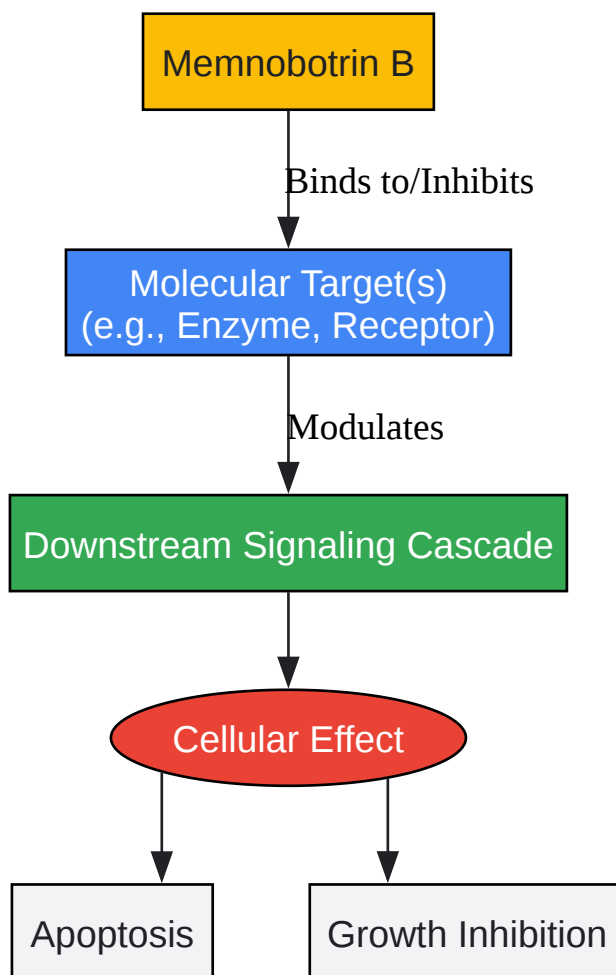 Memnobotrin B
Binds to/Inhibits
Molecular Target(s)
(e.g., Enzyme, Receptor)
Modulates
Downstream Signaling Cascade
Cellular Effect
Apoptosis
Growth Inhibition